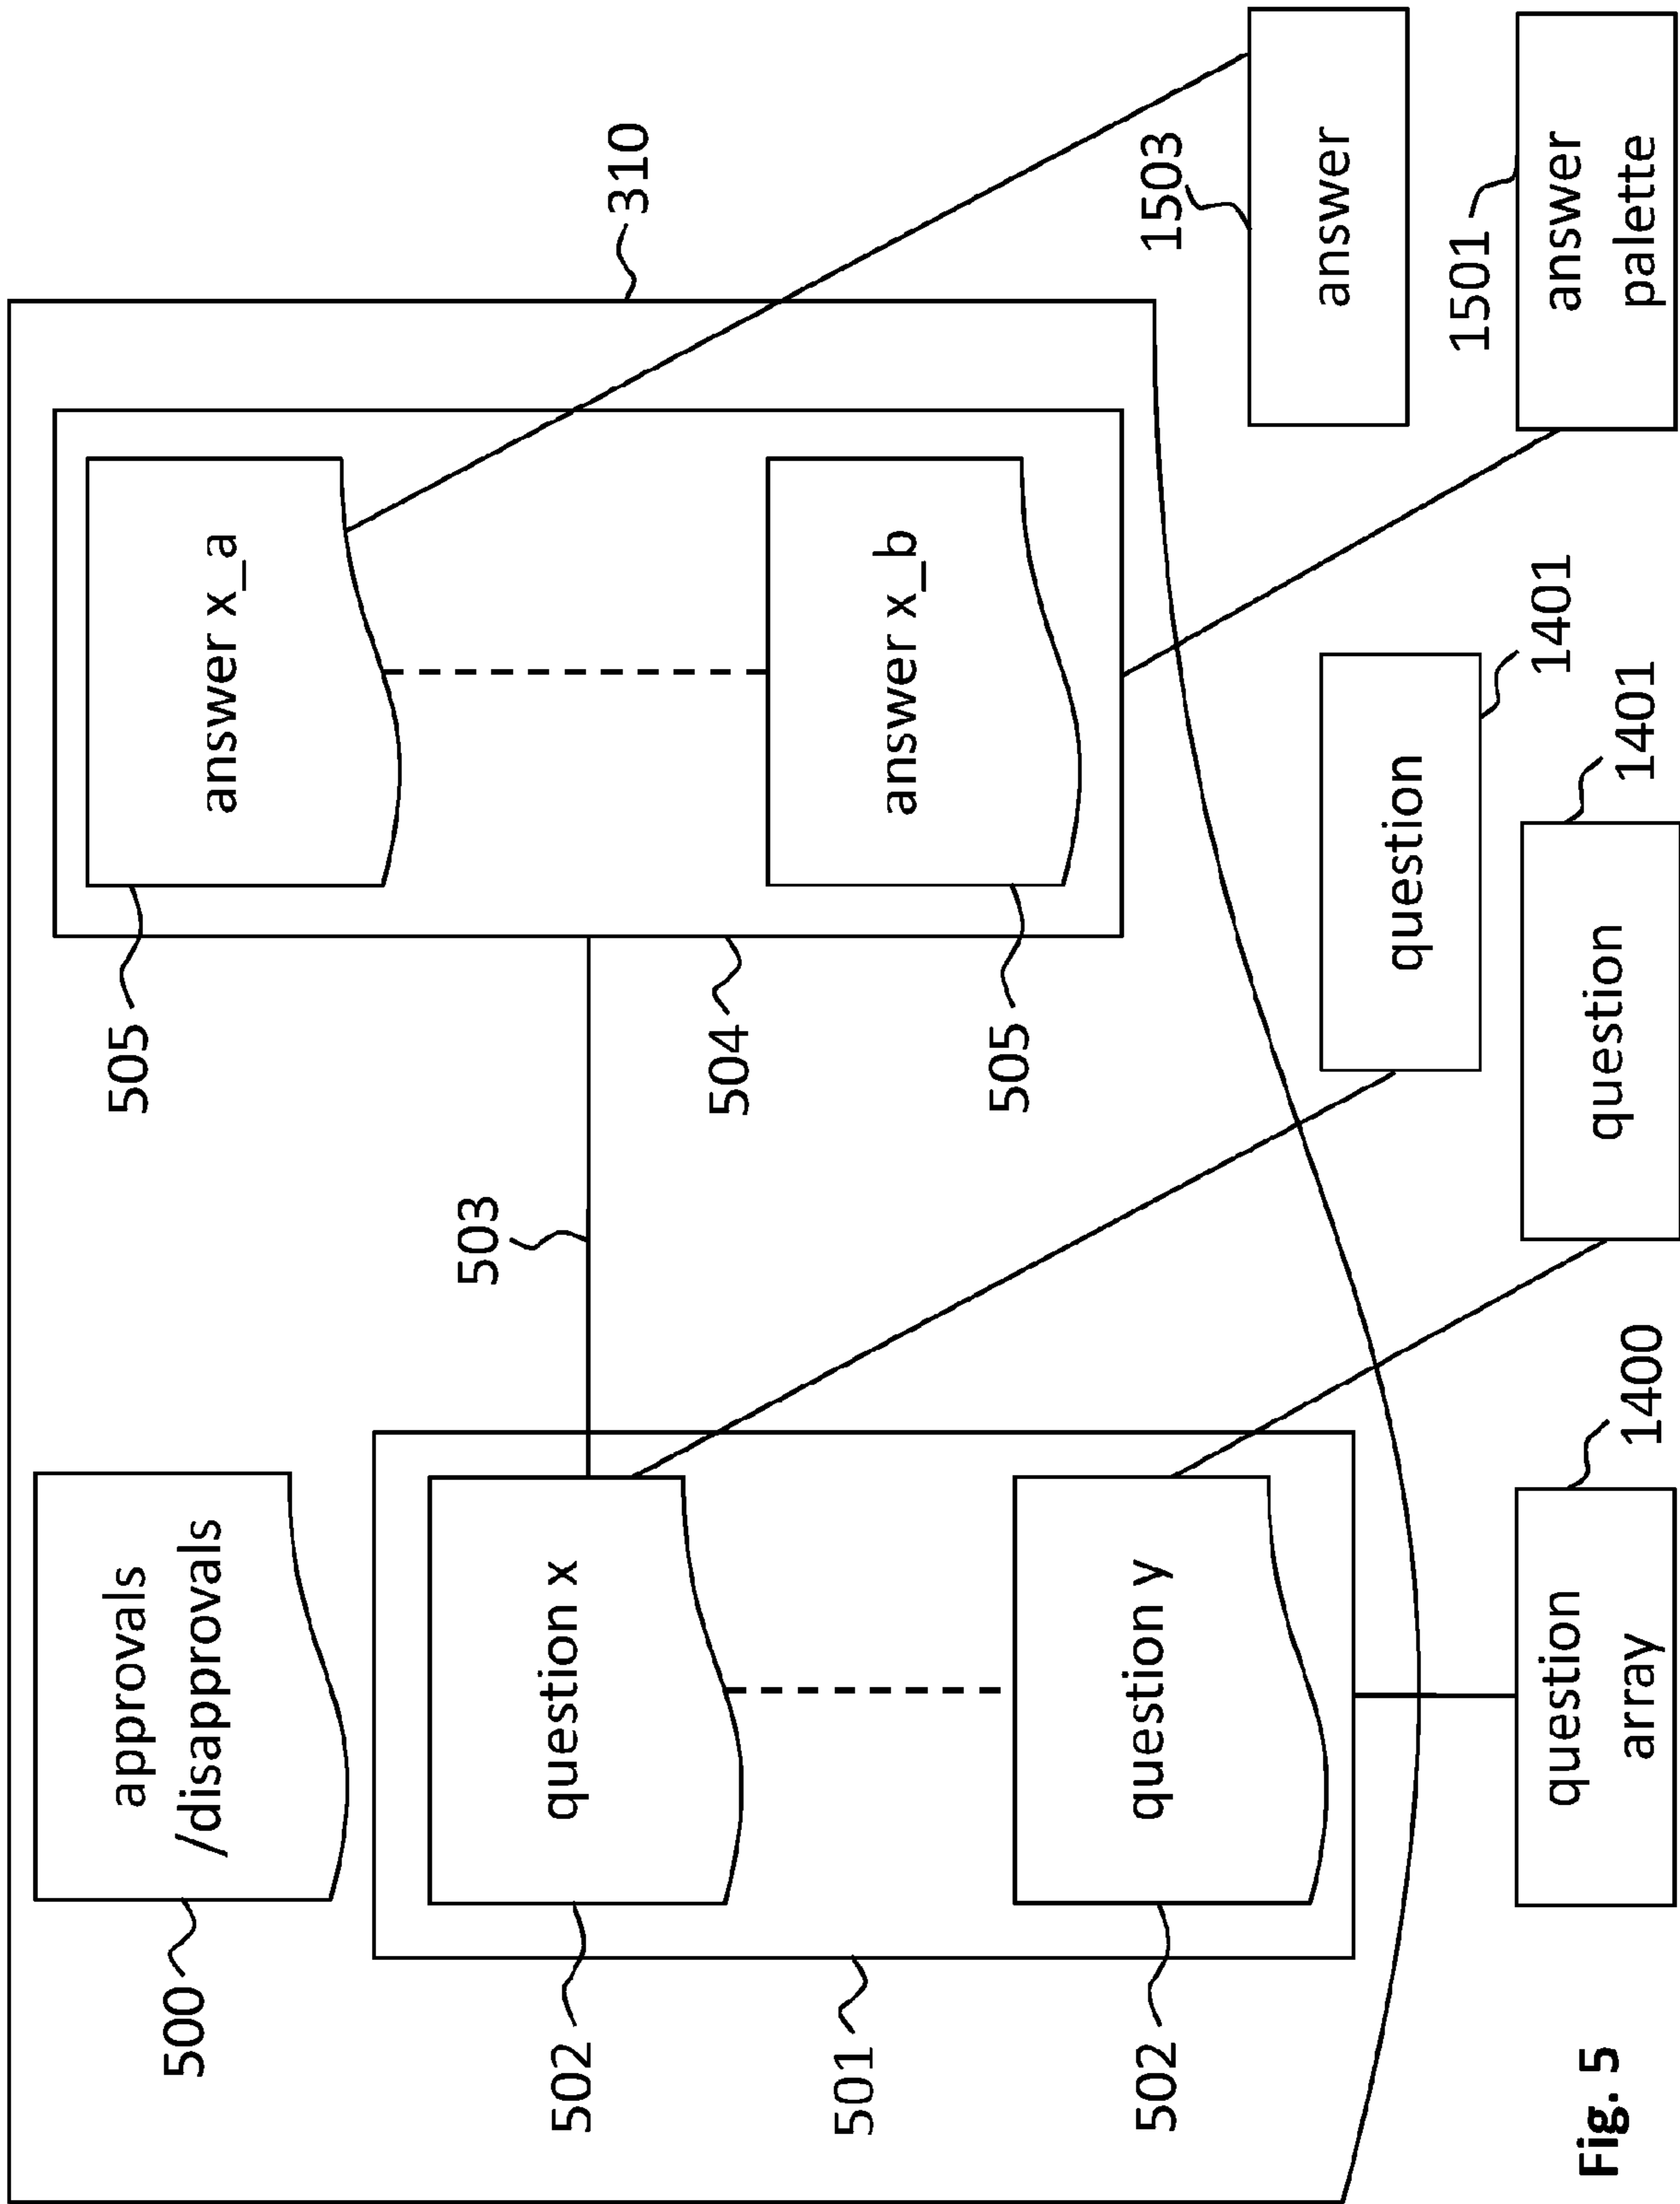 310
500
approvals
/disapprovals
505
answer x_a
503
502
question x
504
501
505
answer x_b
502
question y
1503
answer
1401
question
1400
question
array
1401
question
1501
answer
palette
Fig. 5